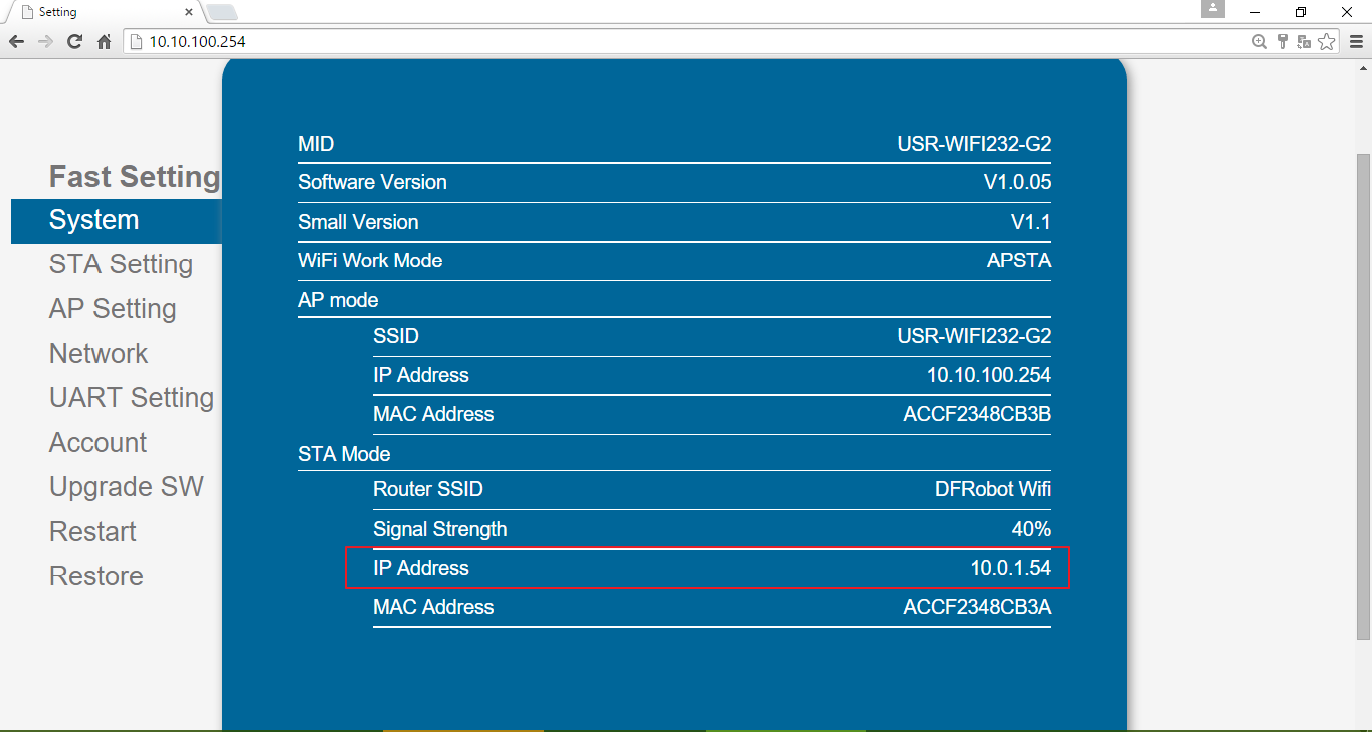 Setting
10.10.100.254
Fast Setting
System
STA Setting
AP Setting
Network
UART Setting
Account
Upgrade SW
Restart
Restore
MID USR-WIFI232-G2
Software Version V1.0.05
Small Version V1.1
WiFi Work Mode APSTA
AP mode
SSID USR-WIFI232-G2
IP Address 10.10.100.254
MAC Address ACCF2348CB3B
STA Mode
Router SSID DFRobot Wifi
Signal Strength 40%
IP Address 10.0.1.54
MAC Address ACCF2348CB3A